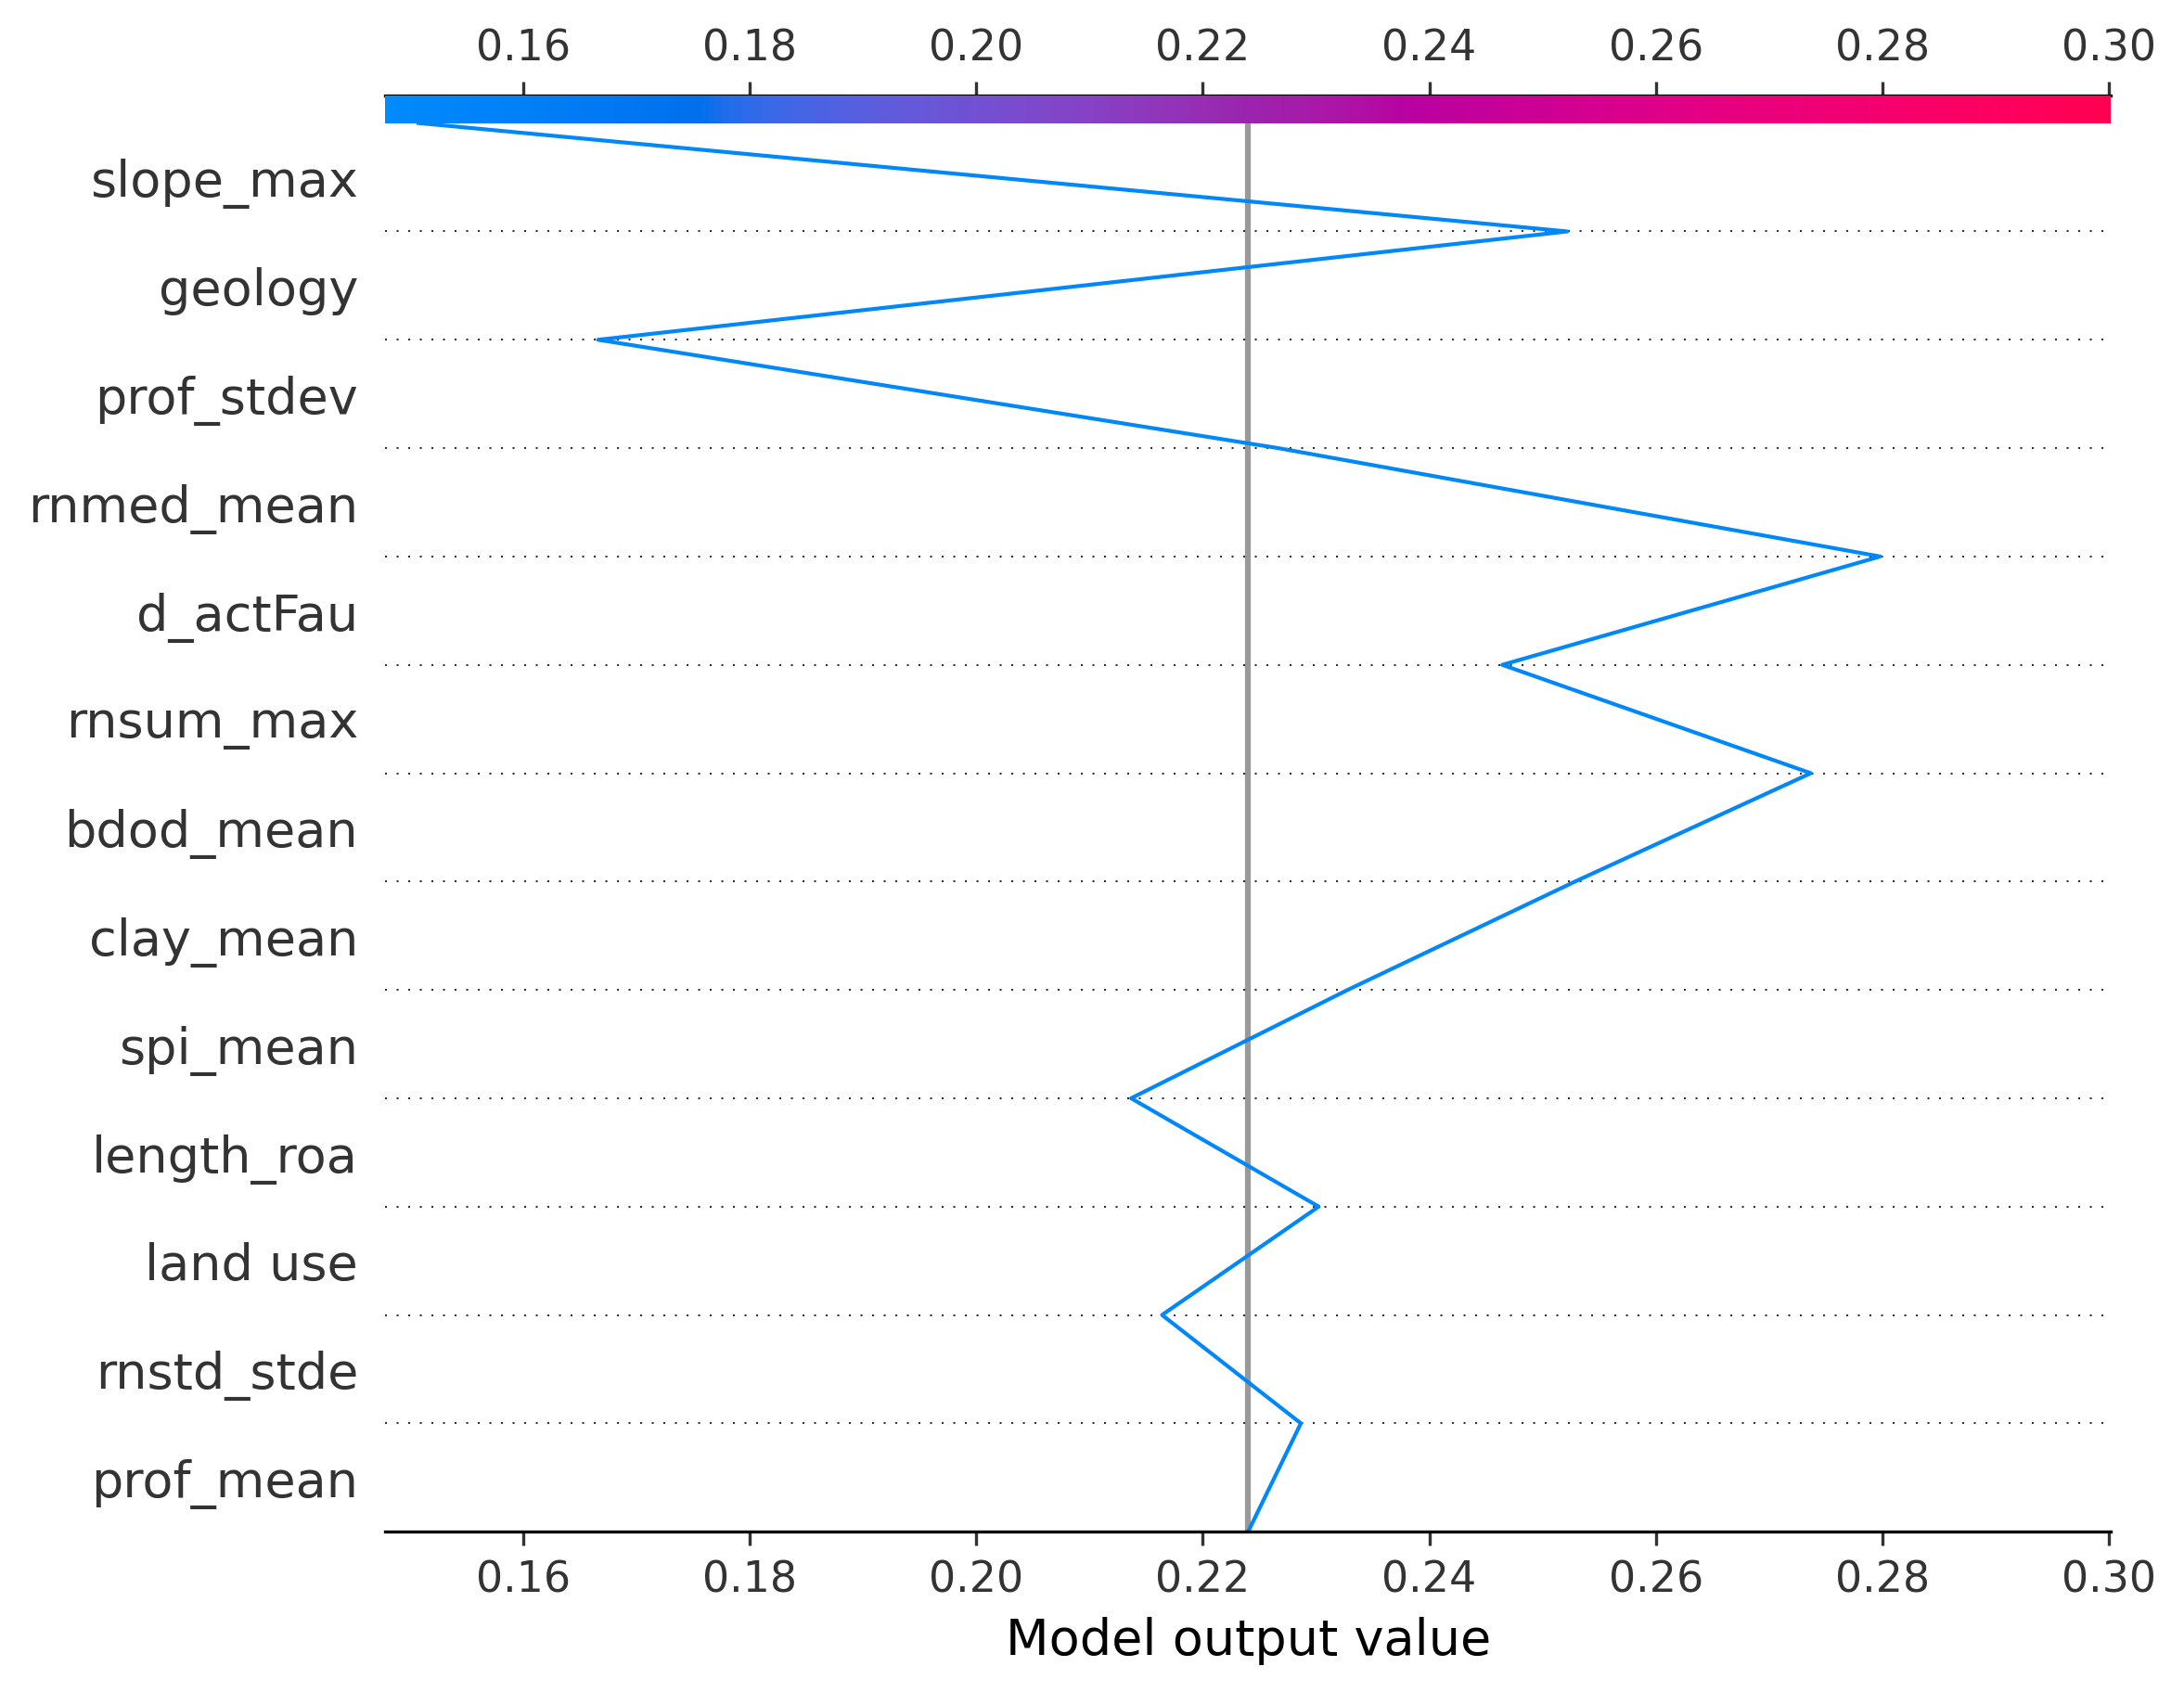 0.16 0.18 0.20 0.22 0.24 0.26 0.28 0.30
slope_max
geology
prof_stdev
rnmed_mean
d_actFau
rnsum_max
bdod_mean
clay_mean
spi_mean
length_roa
land use
rnstd_stde
prof_mean
0.16 0.18 0.20 0.22 0.24 0.26 0.28 0.30
Model output value